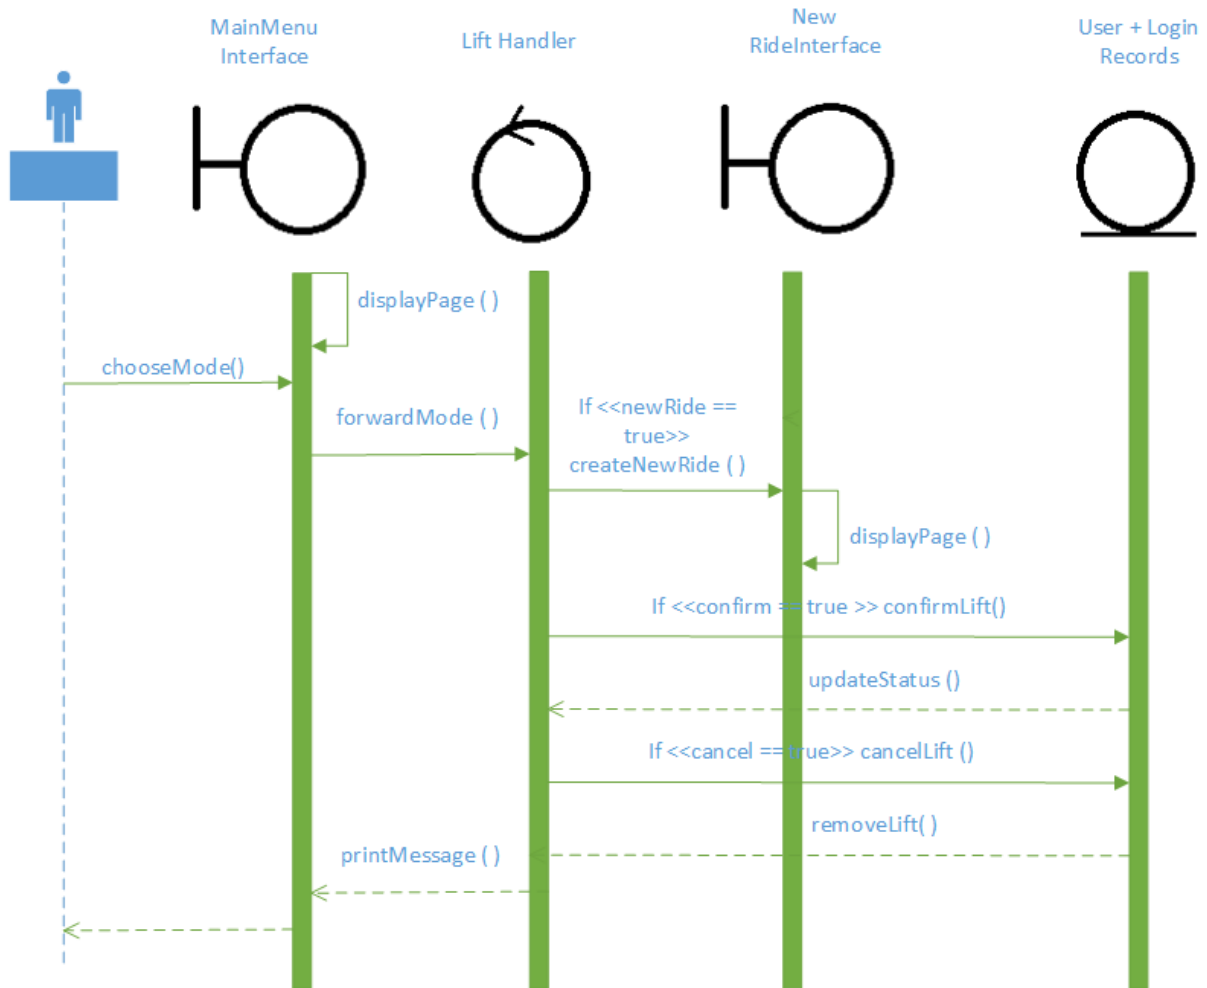 MainMenu
Interface
Lift Handler
New
RideInterface
User + Login
Records
displayPage ( )
chooseMode()
forwardMode ( )
If <<newRide ==
true>>
createNewRide ( )
displayPage ( )
If <<confirm == true >> confirmLift()
updateStatus ()
If <<cancel == true>> cancelLift ()
removeLift( )
printMessage ( )